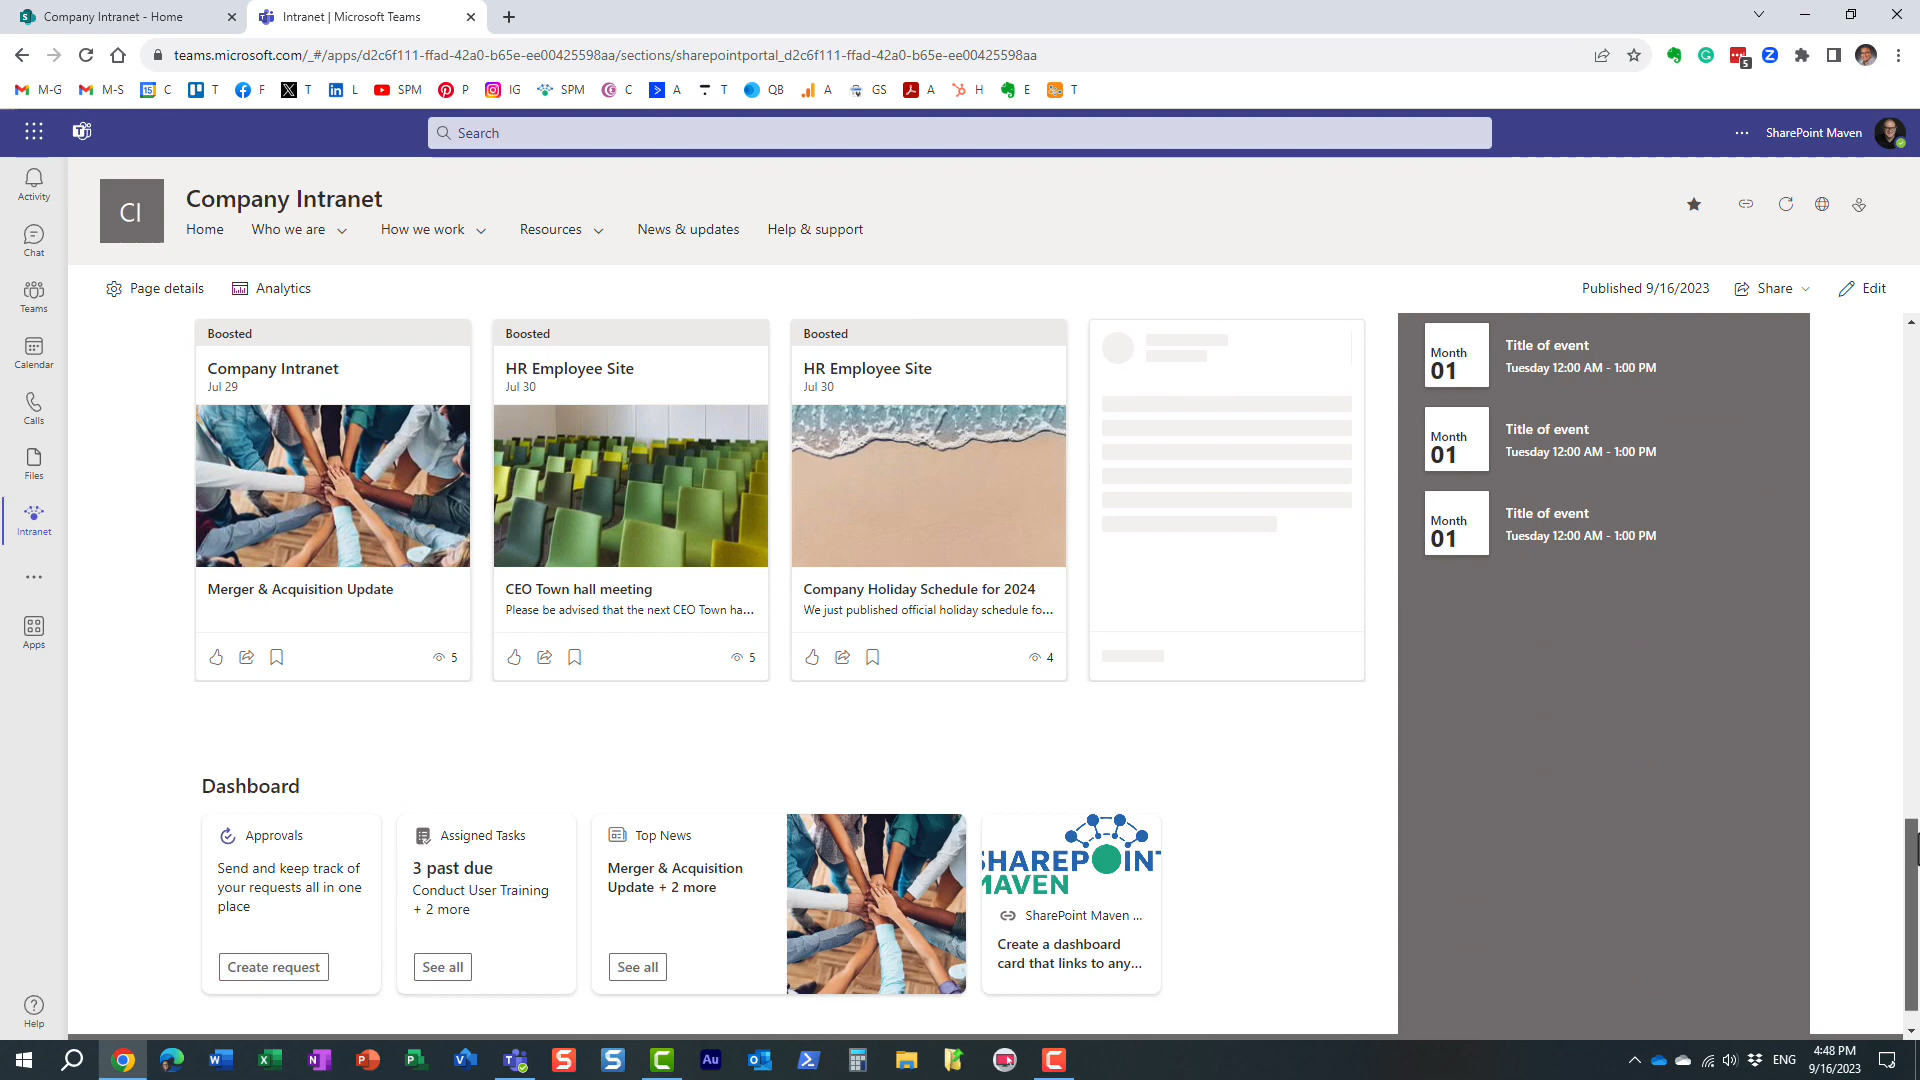 Company Intranet - Home
Intranet | Microsoft Teams
teams.microsoft.com/_#/apps/d2c6f111-ffad-42a0-b65e-ee00425598aa/sections/sharepointportal_d2c6f111-ffad-42a0-b65e-ee00425598aa
5
M-G M-S 15 C T F T L SPM P IG SPM C A T QB A GS A H E T
Search
SharePoint Maven
Activity
Chat
Teams
Calendar
Calls
Files
Intranet
Apps
Help
CI
Company Intranet
Home Who we are How we work Resources News & updates Help & support
Page details Analytics
Published 9/16/2023 Share Edit
Boosted
Company Intranet
Jul 29
Merger & Acquisition Update
5
Boosted
HR Employee Site
Jul 30
CEO Town hall meeting
Please be advised that the next CEO Town ha...
5
Boosted
HR Employee Site
Jul 30
Company Holiday Schedule for 2024
We just published official holiday schedule fo...
4
Month
01
Title of event
Tuesday 12:00 AM - 1:00 PM
Month
01
Title of event
Tuesday 12:00 AM - 1:00 PM
Month
01
Title of event
Tuesday 12:00 AM - 1:00 PM
Dashboard
Approvals
Send and keep track of
your requests all in one
place
Create request
Assigned Tasks
3 past due
Conduct User Training
+ 2 more
See all
Top News
Merger & Acquisition
Update + 2 more
See all
SHAREPOINT
MAVEN
SharePoint Maven ...
Create a dashboard
card that links to any...
ENG
4:48 PM
9/16/2023